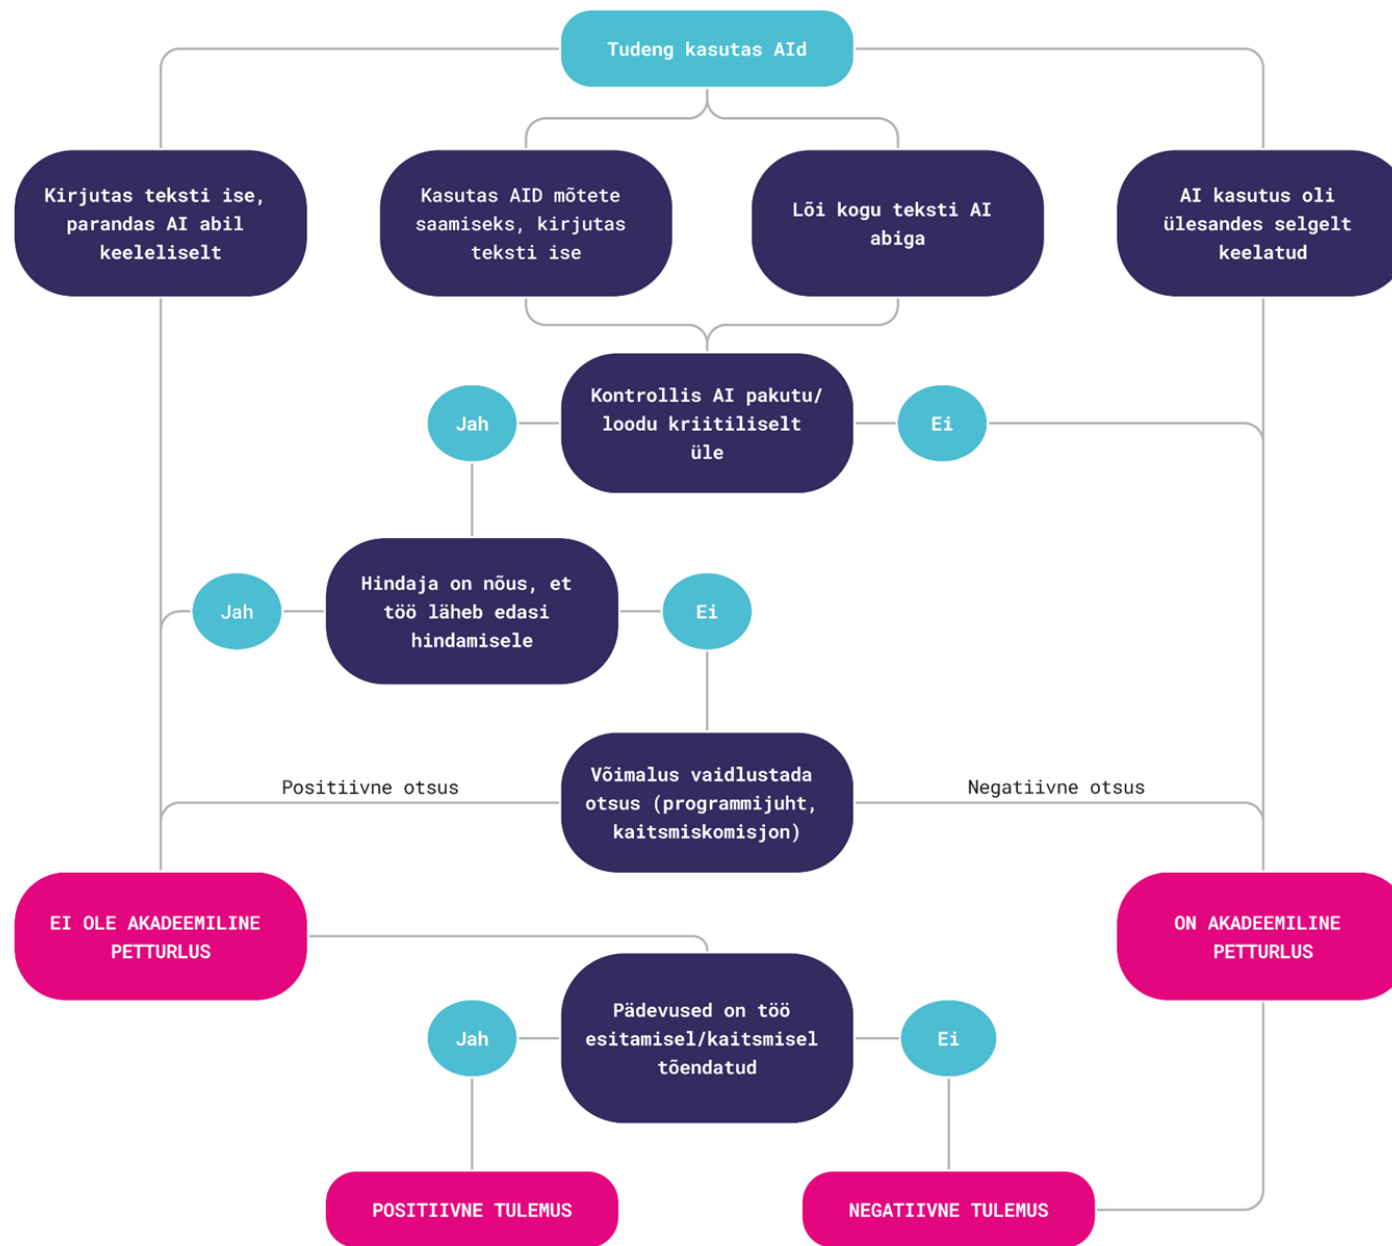 Tudeng kasutas AId
Kirjutas teksti ise,
parandas AI abil
keeleliselt
Kasutas AID mõtete
saamiseks, kirjutas
teksti ise
Lõi kogu teksti AI
abiga
AI kasutus oli
ülesandes selgelt
keelatud
Jah
Kontrollis AI pakutu/
loodu kriitiliselt
üle
Ei
Jah
Hindaja on nõus, et
töö läheb edasi
hindamisele
Ei
Positiivne otsus
Võimalus vaidlustada
otsus (programmijuht,
kaitsmiskomisjon)
Negatiivne otsus
EI OLE AKADEEMILINE
PETTURLUS
ON AKADEEMILINE
PETTURLUS
Jah
Pädevused on töö
esitamisel/kaitsmisel
tõendatud
Ei
POSITIIVNE TULEMUS
NEGATIIVNE TULEMUS